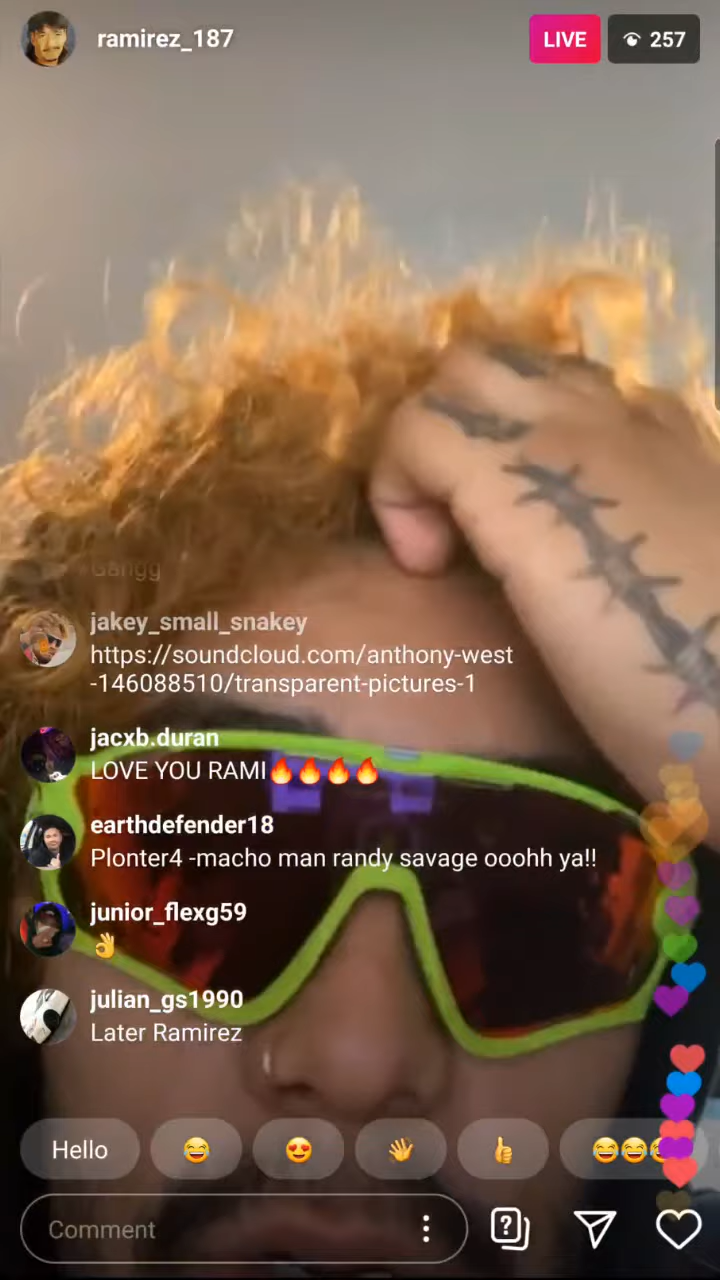 ramirez_187
LIVE
257
Gangg
jakey_small_snakey
https://soundcloud.com/anthony-west
-146088510/transparent-pictures-1
jacxb.duran
LOVE YOU RAMI🔥🔥🔥🔥
earthdefender18
Plonter4 -macho man randy savage ooohh ya!!
junior_flexg59
👌
julian_gs1990
Later Ramirez
Hello 😂 😍 👋 👍 😂😂😂
Comment